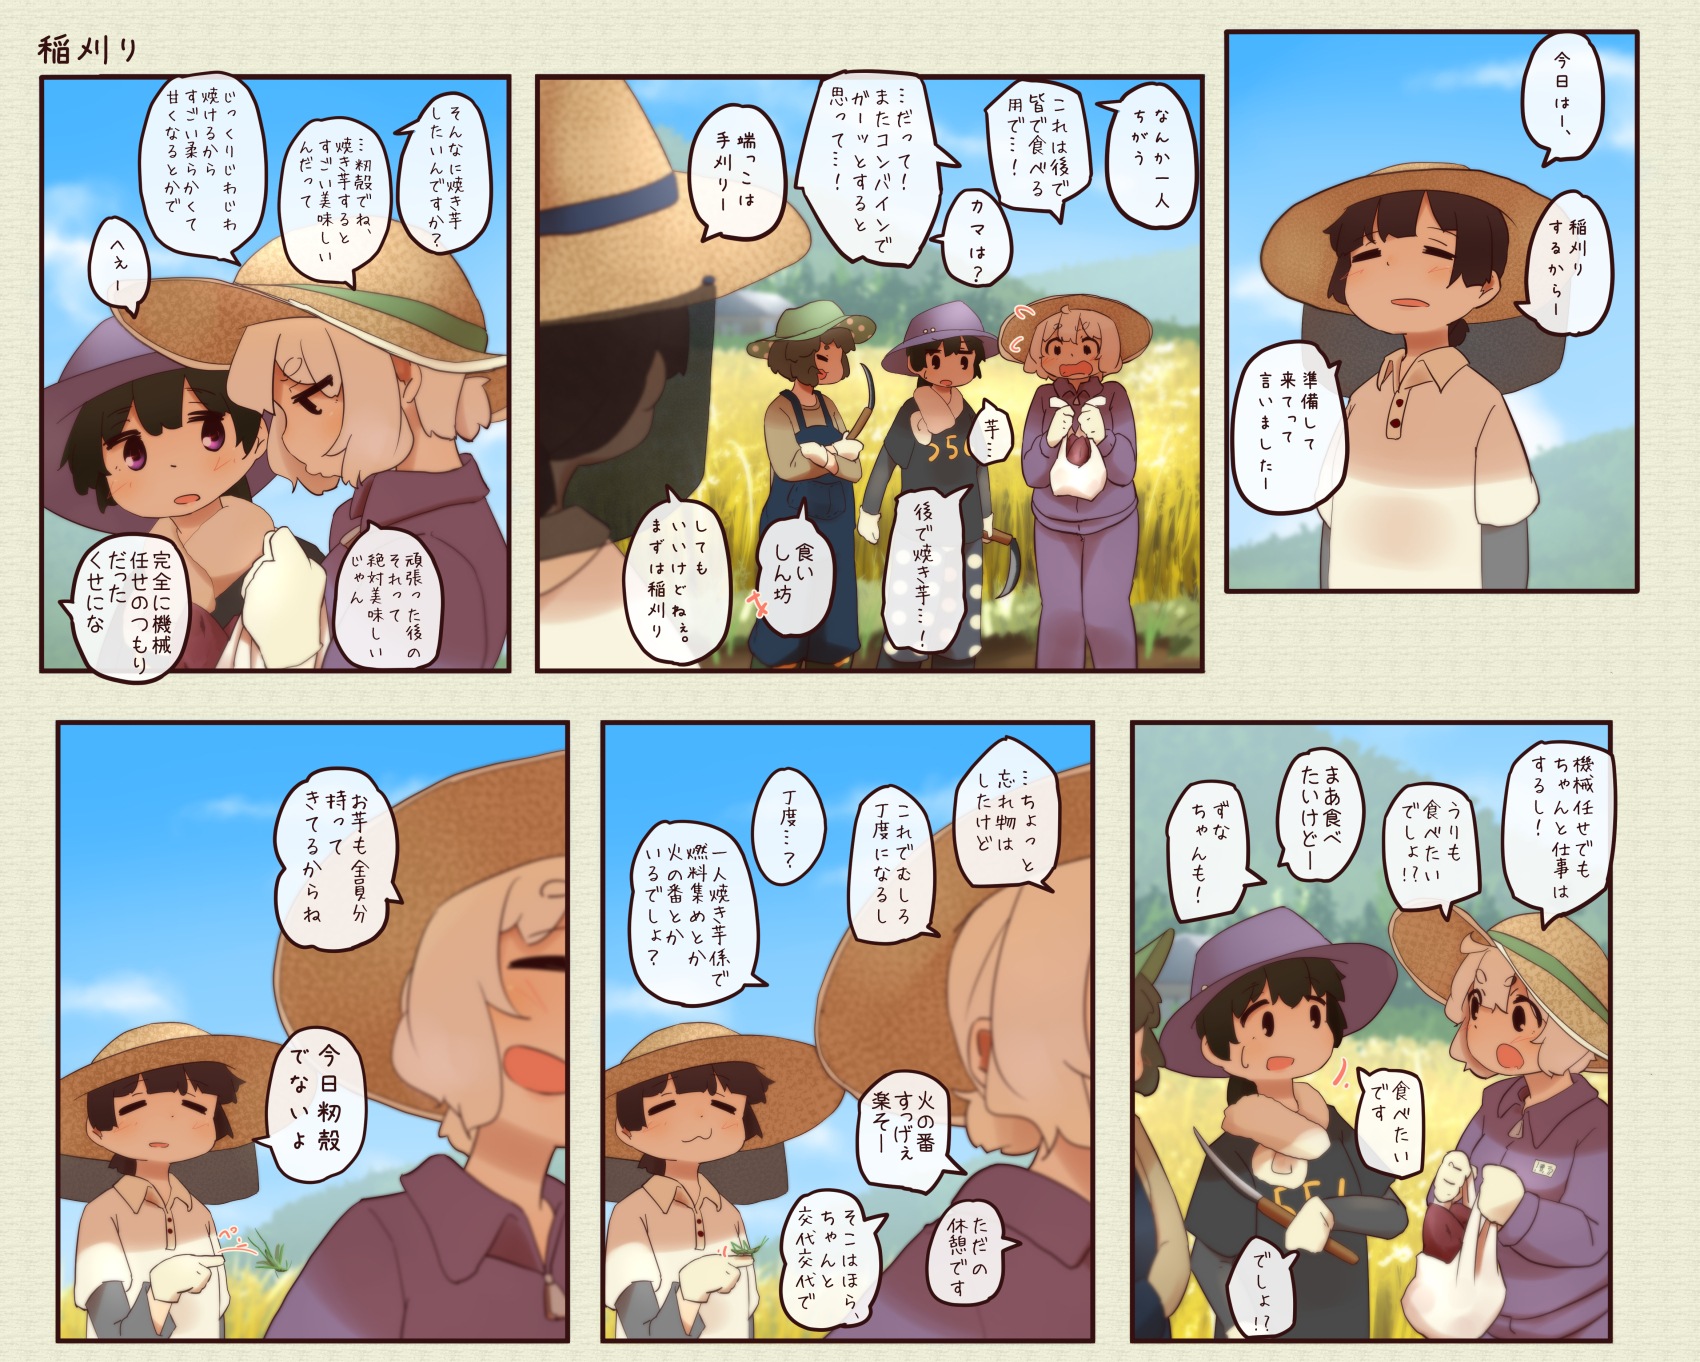 稲刈り
今日はー、
稲刈り
するからー
準備して
来てって
言いましたー
なんか一人
ちがう
これは後で
皆で食べる
用で…！
カマは？
…だって！
またコンバインで
ガーッとすると
思って…！
端っこは
手刈りー
芋…
後で焼き芋…！
食い
しん坊
しても
いいけどねぇ。
まずは稲刈り
そんなに焼き芋
したいんですか？
…籾殻でね、
焼き芋すると
すごい美味しい
んだって
じっくりじわじわ
焼けるから
すごい柔らかくて
甘くなるとかで
へぇー
頑張った後の
それって
絶対美味しい
じゃん
完全に機械
任せのつもり
だった
くせにな
機械任せでも
ちゃんと仕事は
するし！
うりも
食べたい
でしょ！？
まあ食べ
たいけどー
ずな
ちゃんも！
食べたい
です
でしょ！？
…ちょっと
忘れ物は
したけど
これでむしろ
丁度になるし
丁度…？
一人焼き芋係で
燃料集めとか
火の番とか
いるでしょ？
火の番
すっげぇ
楽そー
ただの
休憩です
そこはほら、
ちゃんと
交代交代で
お芋も全員分
持って
きてるからね
今日籾殻
でないよ
ぺい